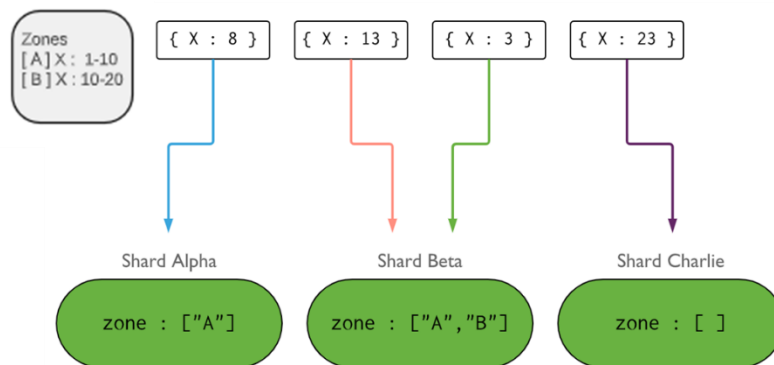 Zones
[A] X : 1-10
[B] X : 10-20
{ X : 8 }
{ X : 13 }
{ X : 3 }
{ X : 23 }
Shard Alpha
Shard Beta
Shard Charlie
zone : ["A"]
zone : ["A","B"]
zone : [ ]